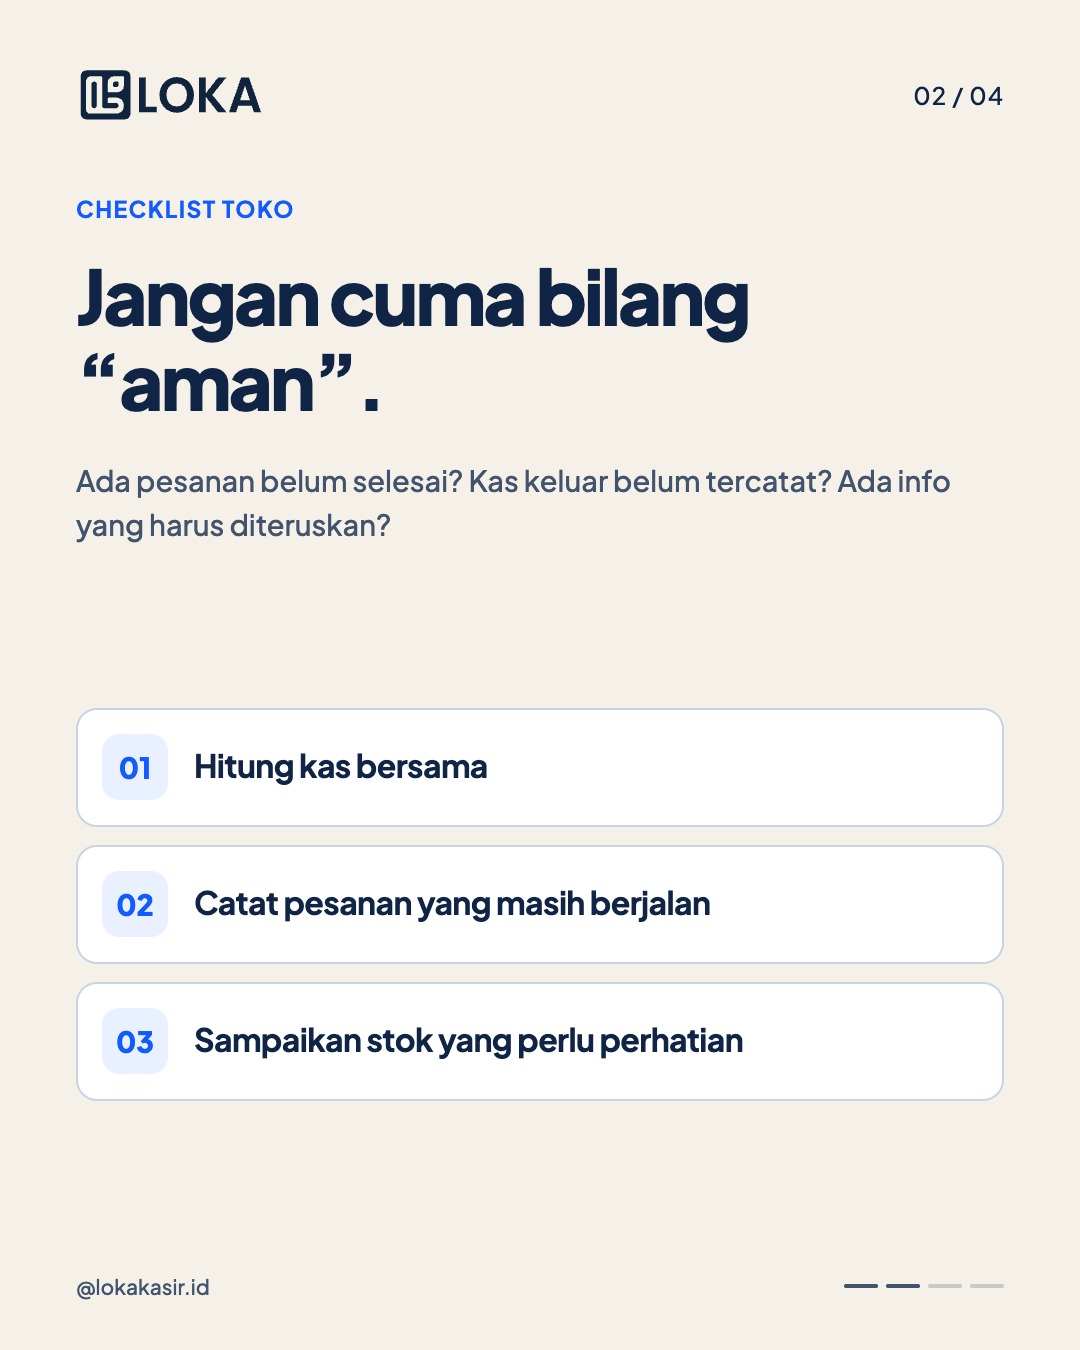 LOKA
02 / 04
CHECKLIST TOKO
Jangan cuma bilang
“aman”.
Ada pesanan belum selesai? Kas keluar belum tercatat? Ada info
yang harus diteruskan?
01 Hitung kas bersama
02 Catat pesanan yang masih berjalan
03 Sampaikan stok yang perlu perhatian
@lokakasir.id